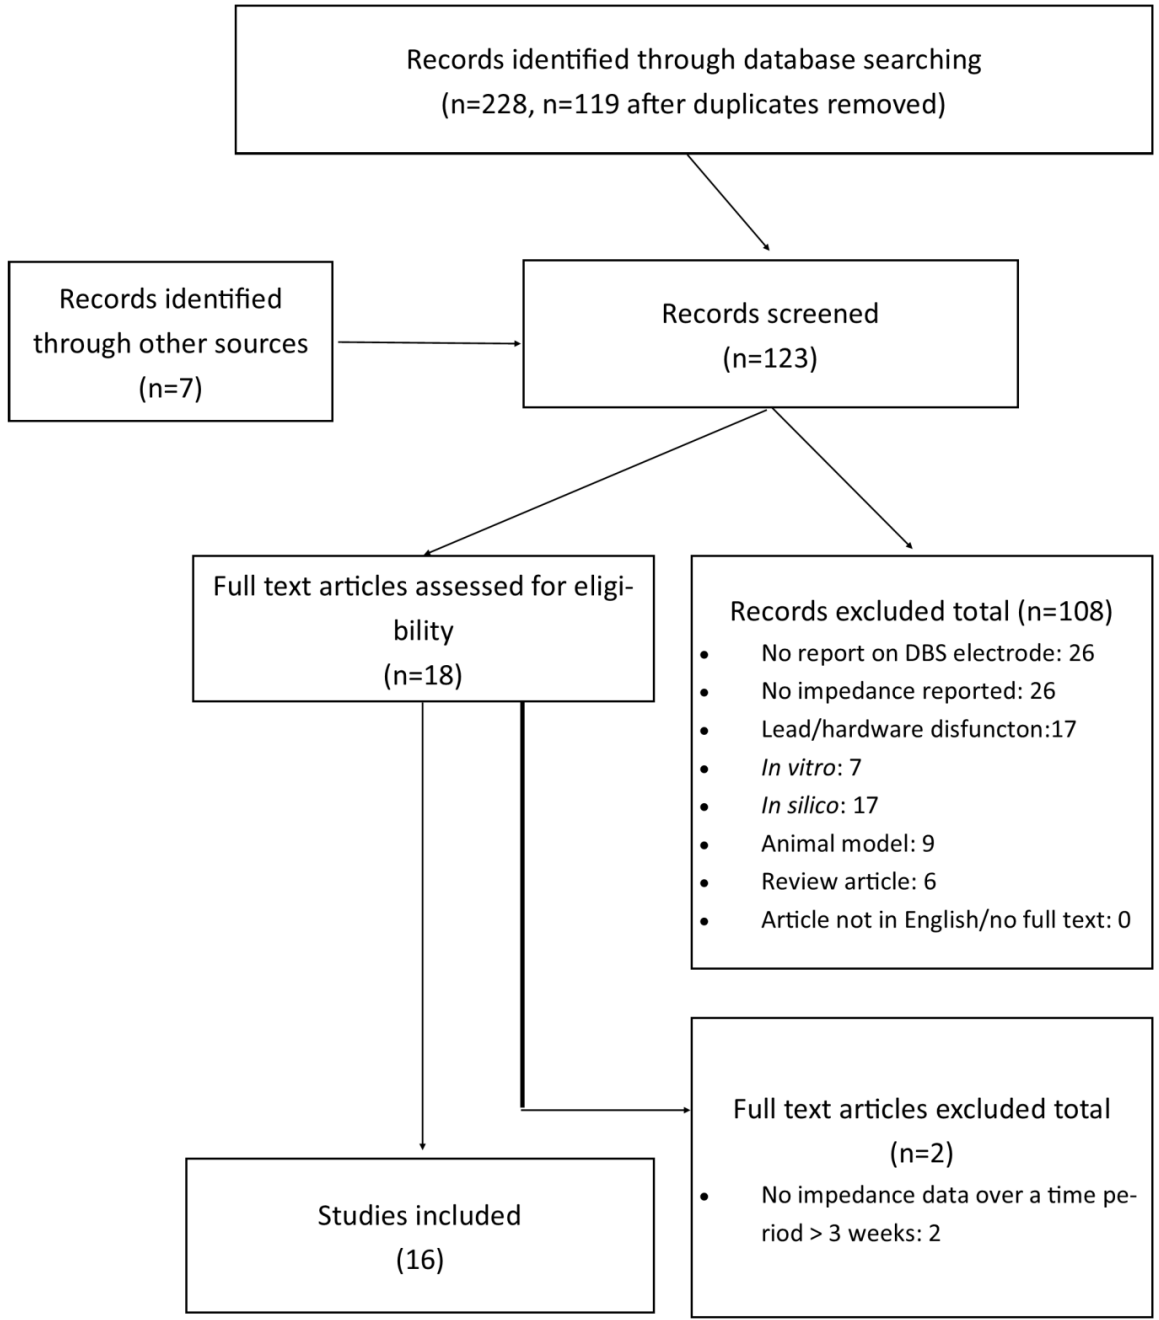 Records identified through database searching
(n=228, n=119 after duplicates removed)
Records identified
through other sources
(n=7)
Records screened
(n=123)
Full text articles assessed for eligi-
bility
(n=18)
Records excluded total (n=108)
• No report on DBS electrode: 26
• No impedance reported: 26
• Lead/hardware disfuncton:17
• In vitro: 7
• In silico: 17
• Animal model: 9
• Review article: 6
• Article not in English/no full text: 0
Full text articles excluded total
(n=2)
• No impedance data over a time pe-
riod > 3 weeks: 2
Studies included
(16)